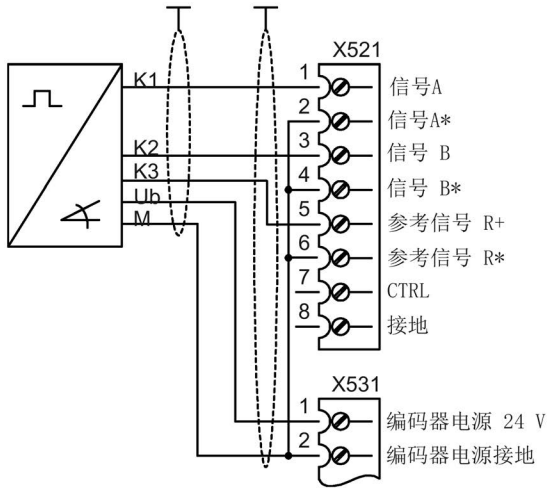 X521
K1
1
信号A
2
信号A*
K2
3
信号 B
K3
4
信号 B*
Ub
5
参考信号 R+
M
6
参考信号 R*
7
CTRL
8
接地
X531
1
编码器电源 24 V
2
编码器电源接地